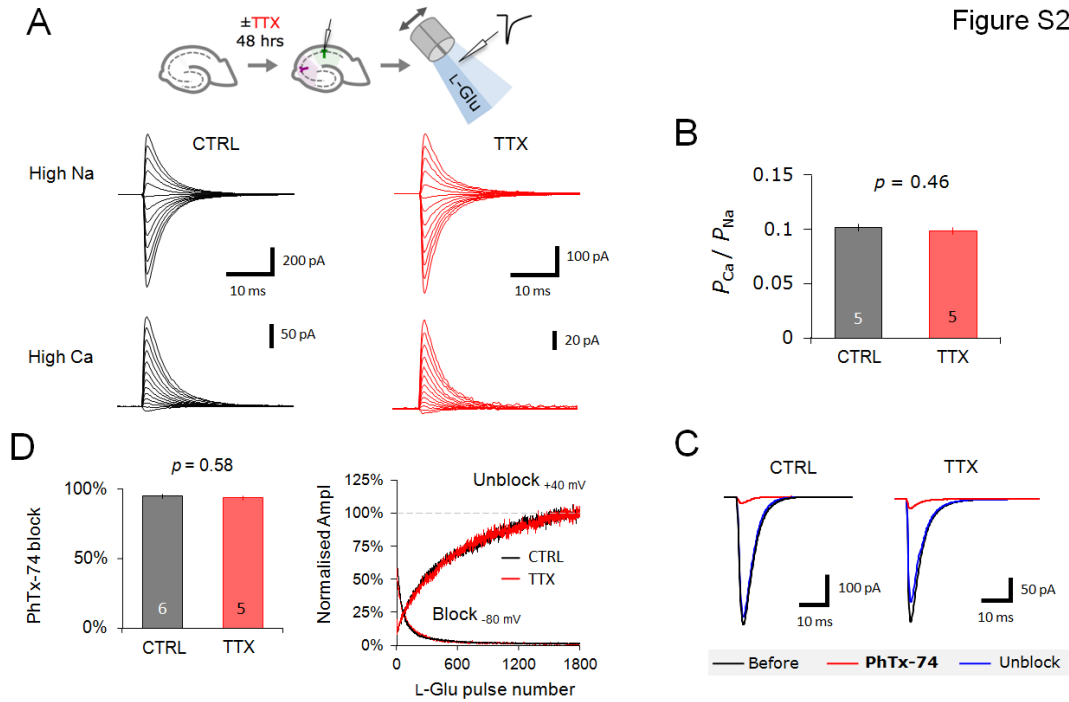 Figure S2
A
±TTX
48 hrs
L-Glu
CTRL
TTX
High Na
200 pA
10 ms
100 pA
10 ms
High Ca
50 pA
20 pA
B
p = 0.46
PCa / PNa
0.15
0.1
0.05
0
5
5
CTRL
TTX
D
p = 0.58
PhTx-74 block
100%
50%
0%
6
5
CTRL
TTX
Normalised Ampl
150%
125%
100%
75%
50%
25%
0%
Unblock +40 mV
CTRL
TTX
Block -80 mV
0
600
1200
1800
L-Glu pulse number
C
CTRL
TTX
100 pA
10 ms
50 pA
10 ms
Before
PhTx-74
Unblock